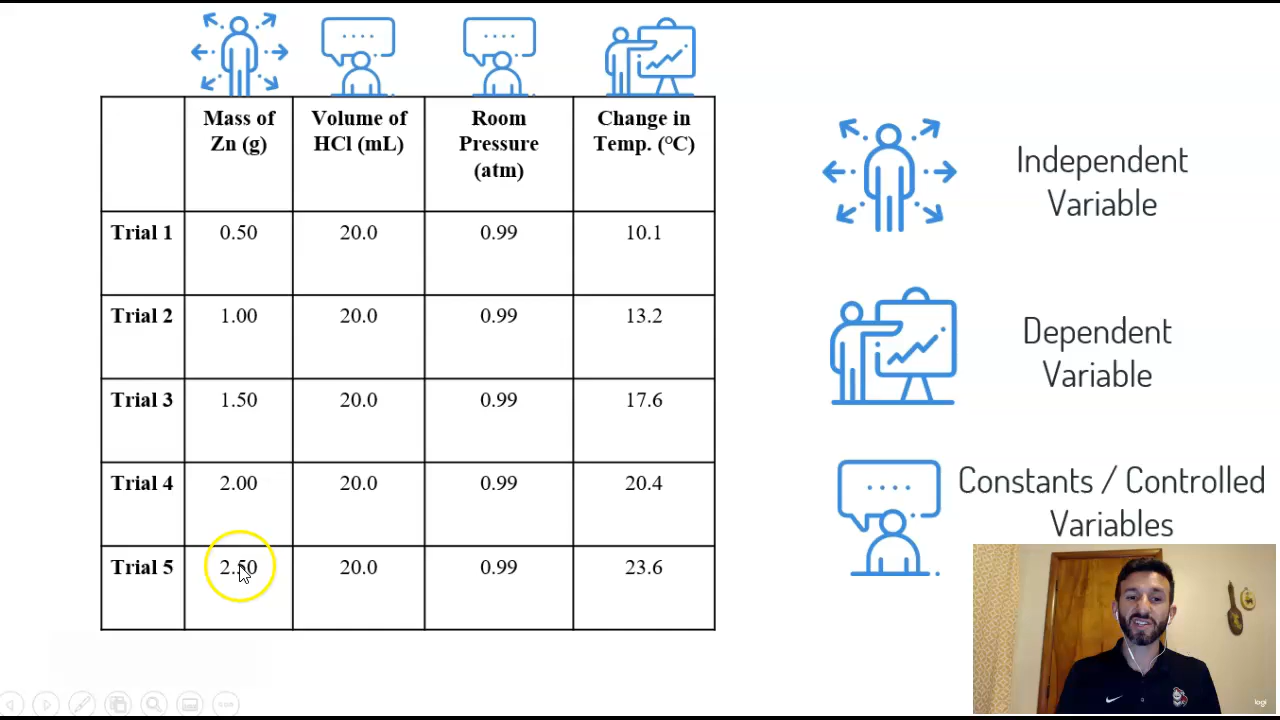 Mass of
Zn (g)
Volume of
HCl (mL)
Room
Pressure
(atm)
Change in
Temp. (°C)
Trial 1 0.50 20.0 0.99 10.1
Trial 2 1.00 20.0 0.99 13.2
Trial 3 1.50 20.0 0.99 17.6
Trial 4 2.00 20.0 0.99 20.4
Trial 5 2.50 20.0 0.99 23.6
Independent
Variable
Dependent
Variable
Constants / Controlled
Variables
logi